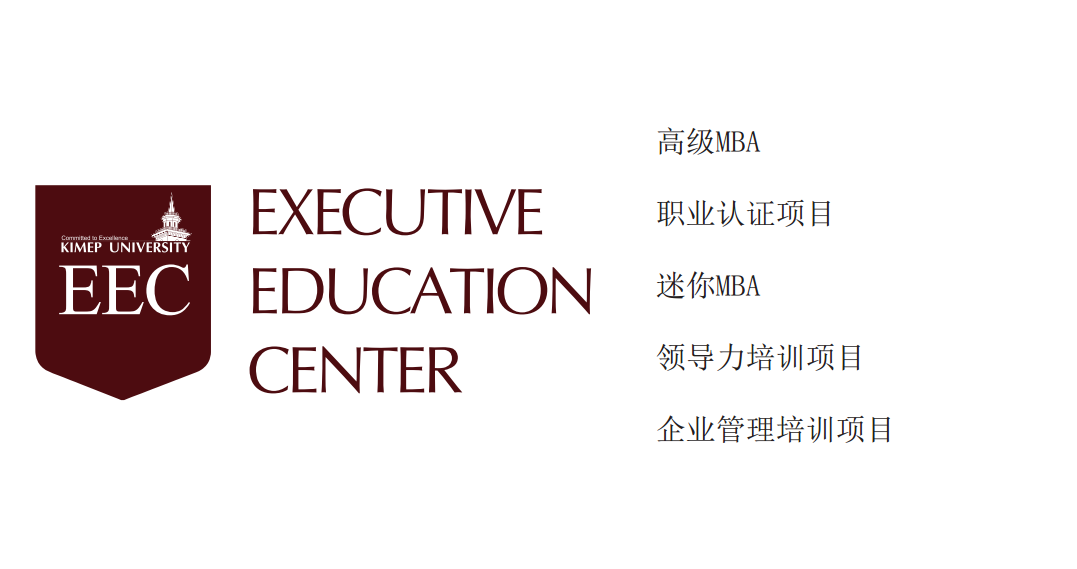 Committed to Excellence
KIMEP UNIVERSITY
EEC
EXECUTIVE
EDUCATION
CENTER
高级MBA
职业认证项目
迷你MBA
领导力培训项目
企业管理培训项目